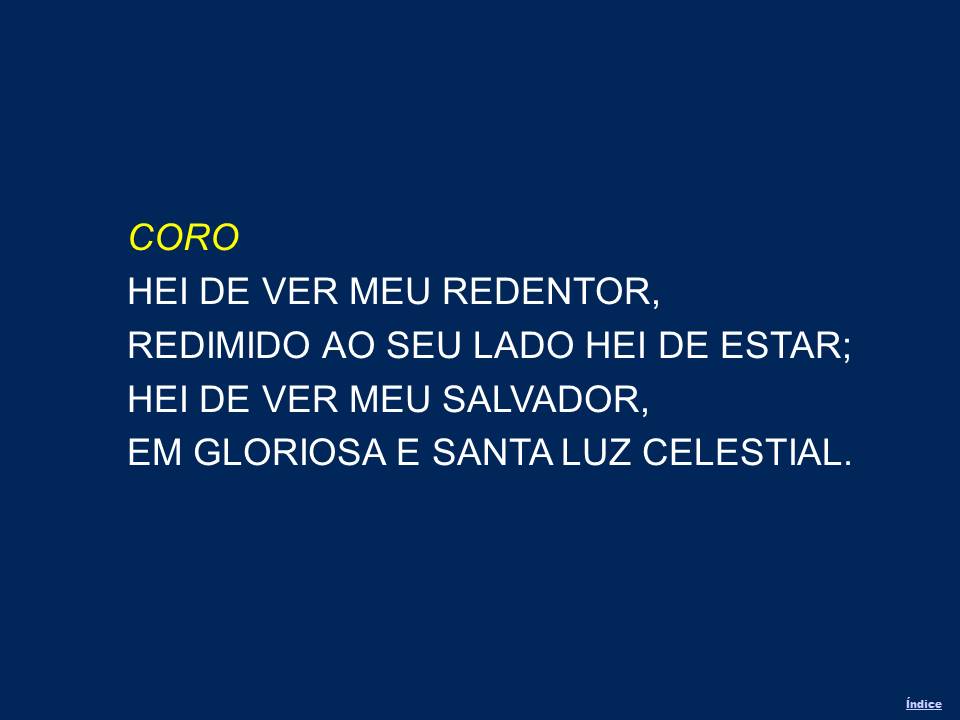 CORO
HEI DE VER MEU REDENTOR,
REDIMIDO AO SEU LADO HEI DE ESTAR;
HEI DE VER MEU SALVADOR,
EM GLORIOSA E SANTA LUZ CELESTIAL.
Índice